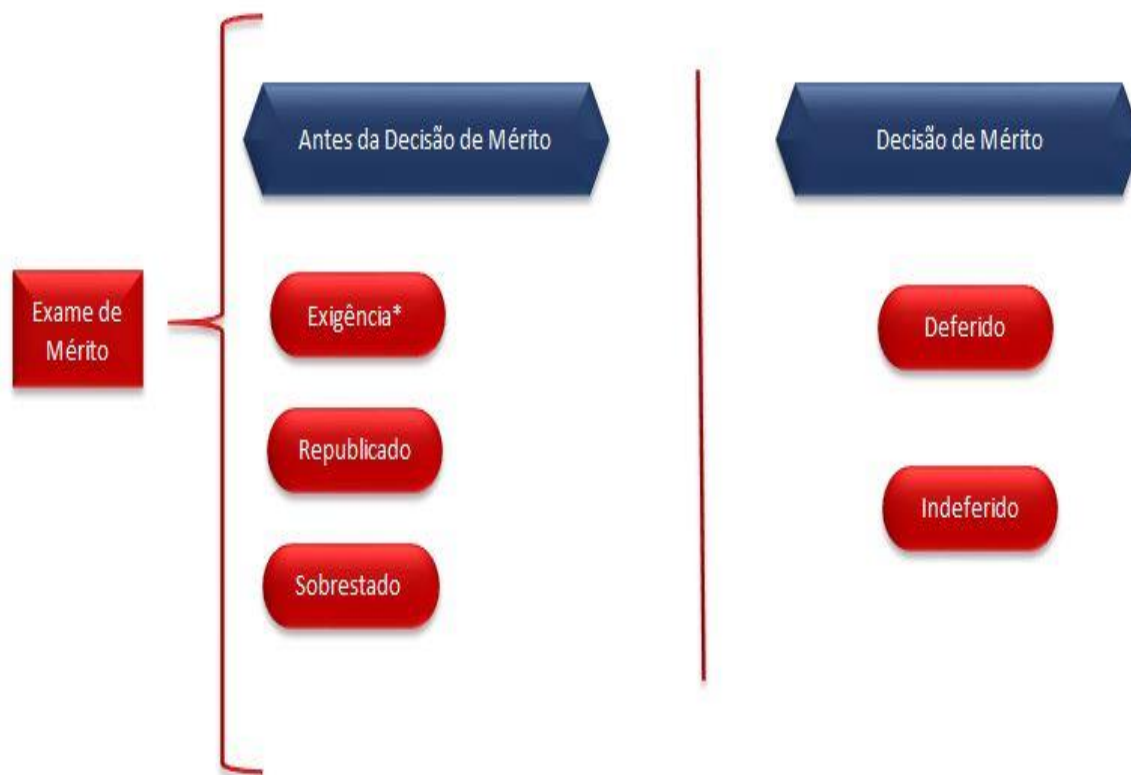 Exame de
Mérito
Antes da Decisão de Mérito
Exigência*
Republicado
Sobrestado
Decisão de Mérito
Deferido
Indeferido